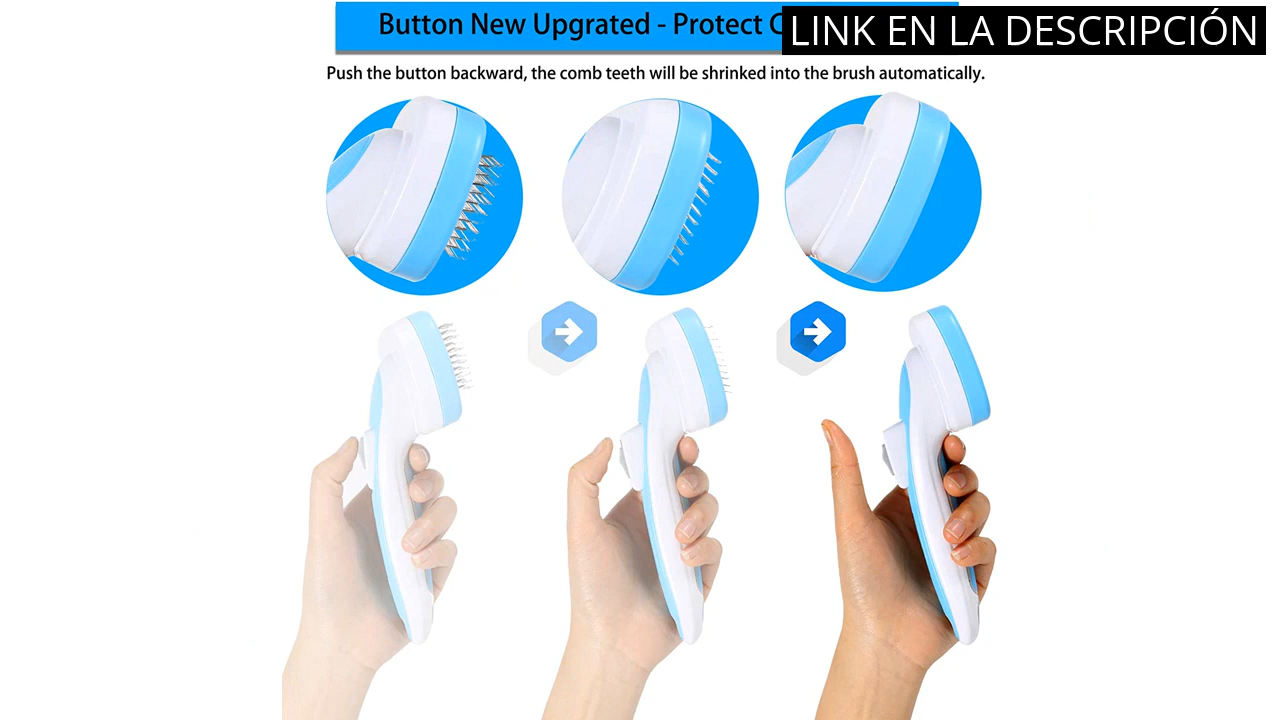 Button New Upgrated - Protect
LINK EN LA DESCRIPCIÓN
Push the button backward, the comb teeth will be shrinked into the brush automatically.